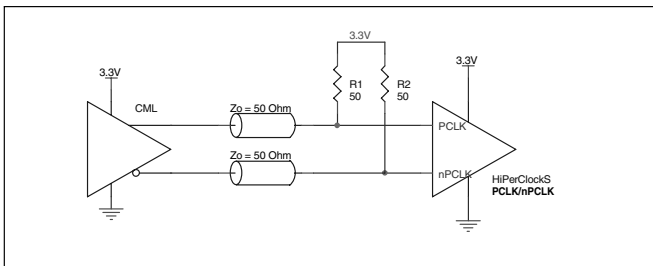 3.3V
3.3V
R1
50
R2
50
3.3V
CML
Zo = 50 Ohm
PCLK
Zo = 50 Ohm
nPCLK
HiPerClockS
PCLK/nPCLK